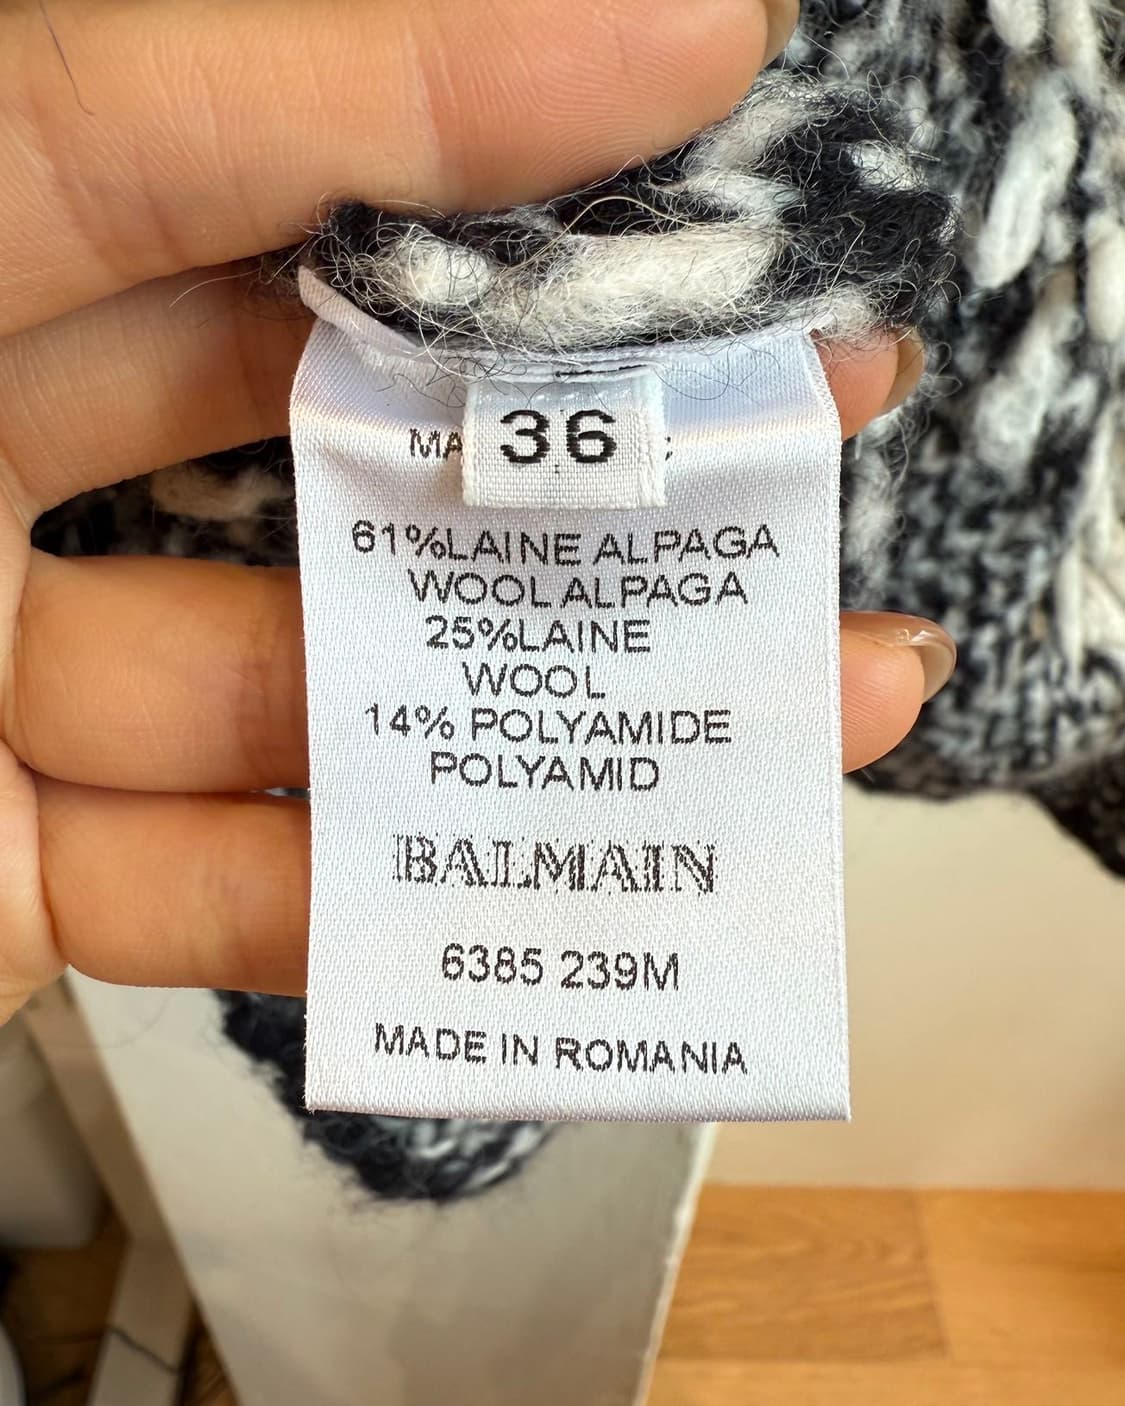 36
61%LAINE ALPAGA
WOOL ALPAGA
25%LAINE
WOOL
14% POLYAMIDE
POLYAMID
BALMAIN
6385 239M
MADE IN ROMANIA